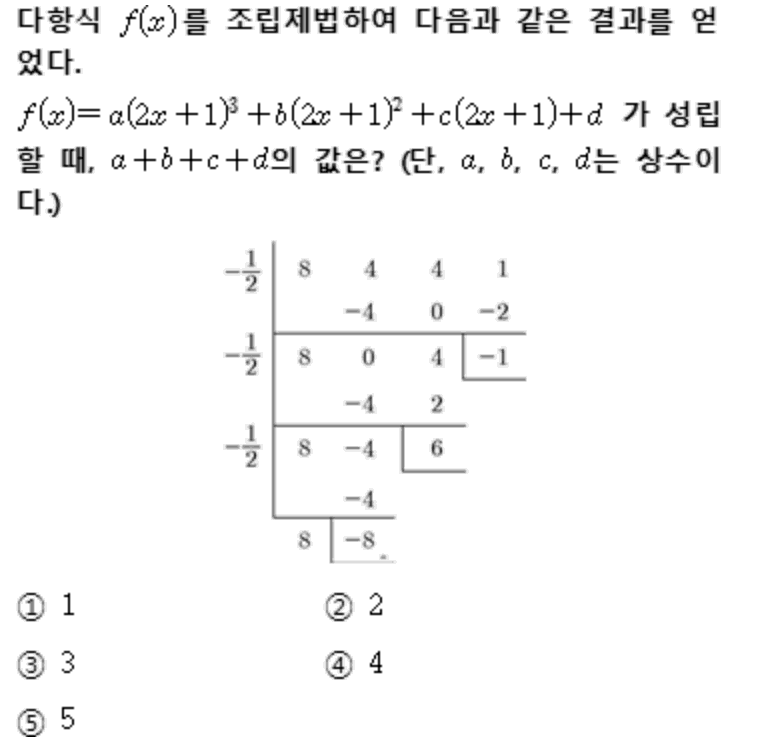 다항식 f(x)를 조립제법하여 다음과 같은 결과를 얻
었다.
f(x)=a(2x+1)³+b(2x+1)²+c(2x+1)+d 가 성립
할 때, a+b+c+d의 값은? (단, a, b, c, d는 상수이
다.)
-1/2 8 4 4 1
-4 0 -2
-1/2 8 0 4 -1
-4 2
-1/2 8 -4 6
-4
8 -8
① 1 ② 2
③ 3 ④ 4
⑤ 5